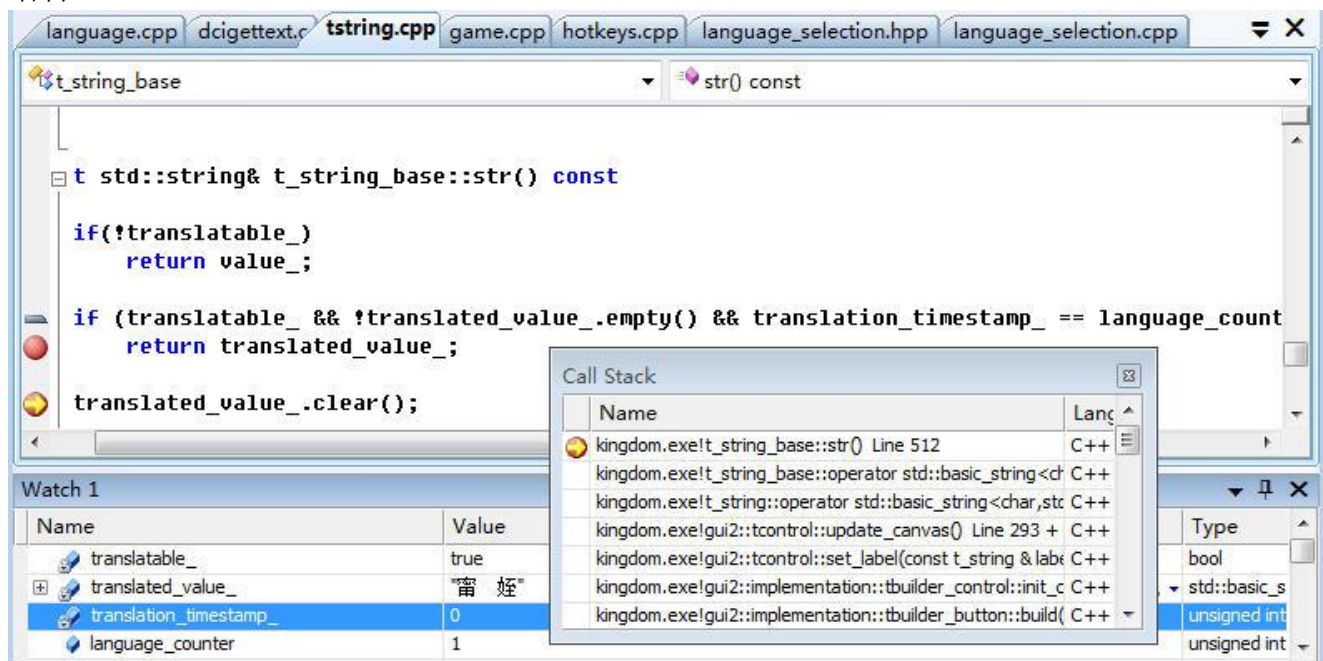 language.cpp dcigettext.c tstring.cpp game.cpp hotkeys.cpp language_selection.hpp language_selection.cpp
t_string_base str() const
t std::string& t_string_base::str() const
if(!translatable_)
return value_;
if (translatable_ && !translated_value_.empty() && translation_timestamp_ == language_count
return translated_value_;
translated_value_.clear();
Call Stack
Name Lang
kingdom.exe!t_string_base::str() Line 512 C++
kingdom.exe!t_string_base::operator std::basic_string<ch C++
kingdom.exe!t_string::operator std::basic_string<char,std C++
kingdom.exe!gui2::tcontrol::update_canvas() Line 293 + C++
kingdom.exe!gui2::tcontrol::set_label(const t_string & labe C++
kingdom.exe!gui2::implementation::tbuilder_control::init_c C++
kingdom.exe!gui2::implementation::tbuilder_button::build( C++
Watch 1
Name Value Type
translatable_ true bool
translated_value_ "甯 姪" std::basic_s
translation_timestamp_ 0 unsigned int
language_counter 1 unsigned int